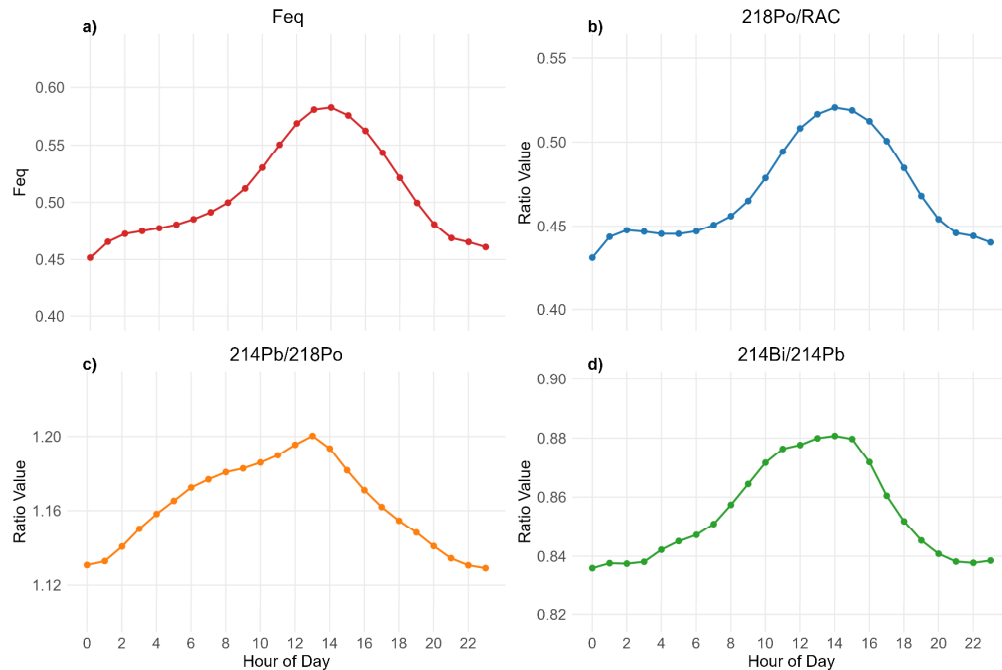 a)
Feq
0.60
0.55
0.50
0.45
0.40
Feq
b)
218Po/RAC
0.55
0.50
0.45
0.40
Ratio Value
c)
214Pb/218Po
1.20
1.16
1.12
Ratio Value
0 2 4 6 8 10 12 14 16 18 20 22
Hour of Day
d)
214Bi/214Pb
0.90
0.88
0.86
0.84
0.82
Ratio Value
0 2 4 6 8 10 12 14 16 18 20 22
Hour of Day